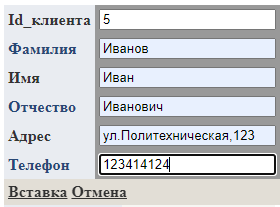 Id_клиента 5
Фамилия Иванов
Имя Иван
Отчество Иванович
Адрес ул.Политехническая,123
Телефон 123414124
Вставка Отмена